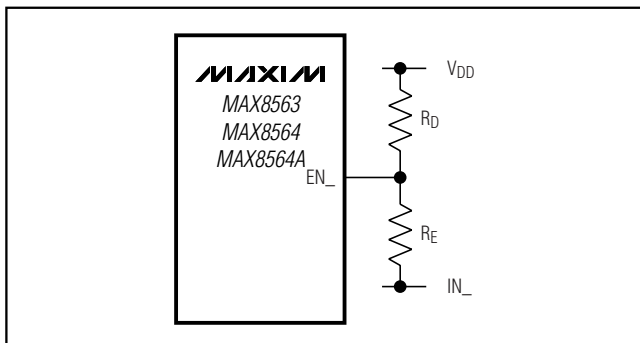 MAXIM
MAX8563
MAX8564
MAX8564A
EN_
VDD
RD
RE
IN_